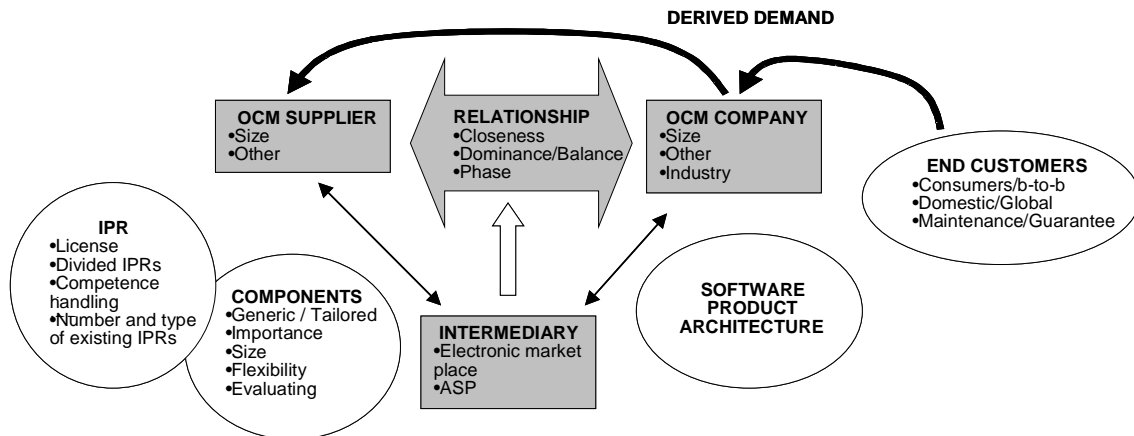 DERIVED DEMAND
OCM SUPPLIER
•Size
•Other
RELATIONSHIP
•Closeness
•Dominance/Balance
•Phase
OCM COMPANY
•Size
•Other
•Industry
END CUSTOMERS
•Consumers/b-to-b
•Domestic/Global
•Maintenance/Guarantee
IPR
•License
•Divided IPRs
•Competence
handling
•Number and type
of existing IPRs
COMPONENTS
•Generic / Tailored
•Importance
•Size
•Flexibility
•Evaluating
INTERMEDIARY
•Electronic market
place
•ASP
SOFTWARE
PRODUCT
ARCHITECTURE